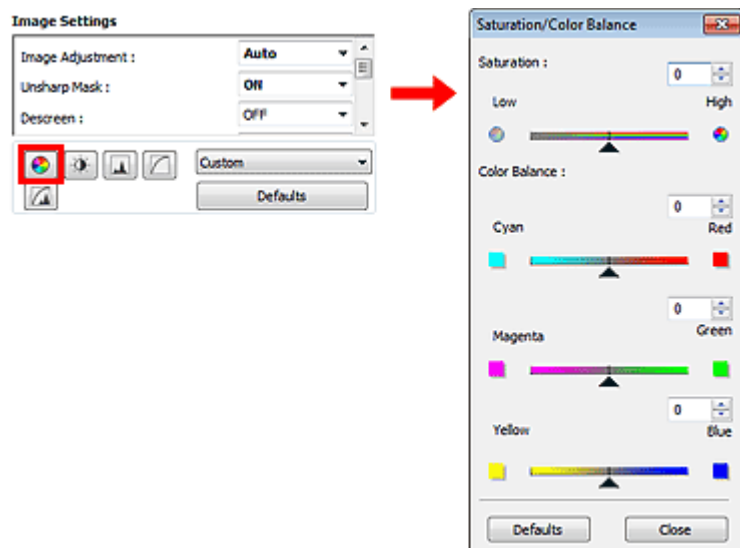 Image Settings
Image Adjustment : Auto
Unsharp Mask : ON
Descreen : OFF
Custom
Defaults
Saturation/Color Balance
Saturation :
0
Low High
Color Balance :
0
Cyan Red
0
Magenta Green
0
Yellow Blue
Defaults Close